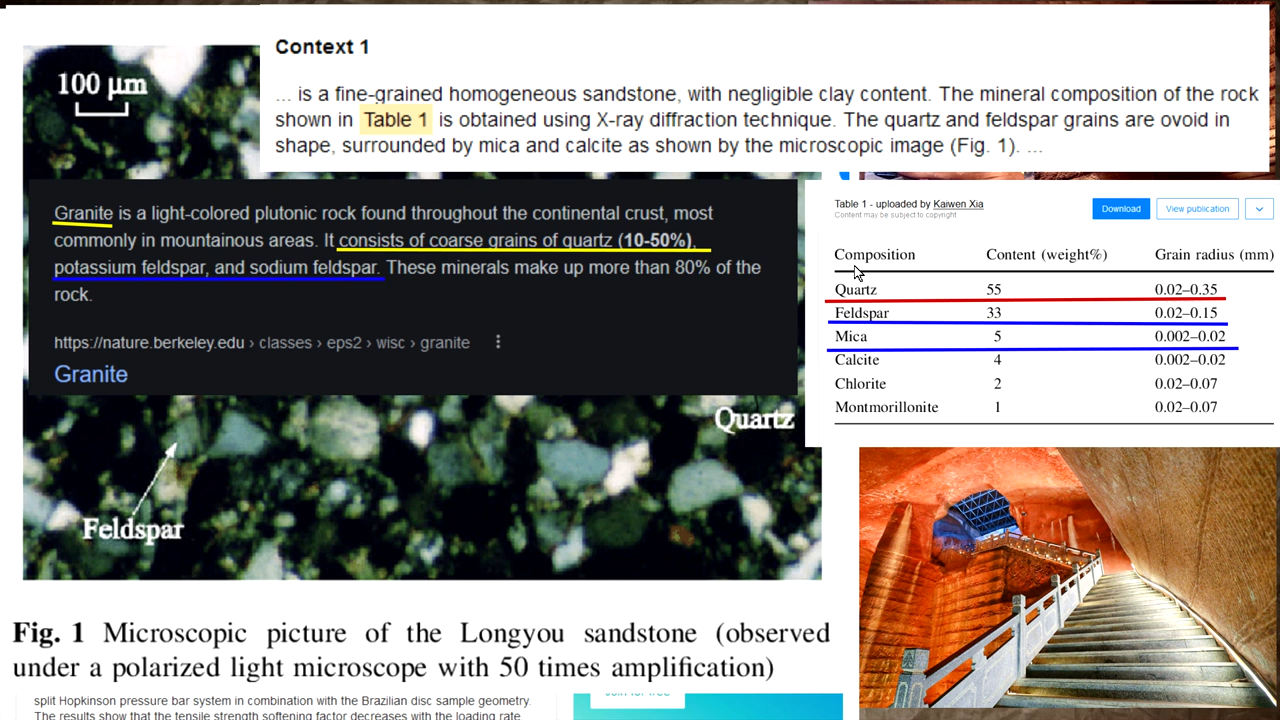 Context 1
... is a fine-grained homogeneous sandstone, with negligible clay content. The mineral composition of the rock
shown in Table 1 is obtained using X-ray diffraction technique. The quartz and feldspar grains are ovoid in
shape, surrounded by mica and calcite as shown by the microscopic image (Fig. 1). ...
100 µm
Granite is a light-colored plutonic rock found throughout the continental crust, most
commonly in mountainous areas. It consists of coarse grains of quartz (10-50%),
potassium feldspar, and sodium feldspar. These minerals make up more than 80% of the
rock.
https://nature.berkeley.edu › classes › eps2 › wisc › granite
Granite
Table 1 - uploaded by Kaiwen Xia
Content may be subject to copyright
Download
View publication
Composition Content (weight%) Grain radius (mm)
Quartz 55 0.02–0.35
Feldspar 33 0.02–0.15
Mica 5 0.002–0.02
Calcite 4 0.002–0.02
Chlorite 2 0.02–0.07
Montmorillonite 1 0.02–0.07
Quartz
Feldspar
Fig. 1 Microscopic picture of the Longyou sandstone (observed
under a polarized light microscope with 50 times amplification)
split Hopkinson pressure bar system in combination with the Brazilian disc sample geometry.
The results show that the tensile strength softening factor decreases with the loading rate